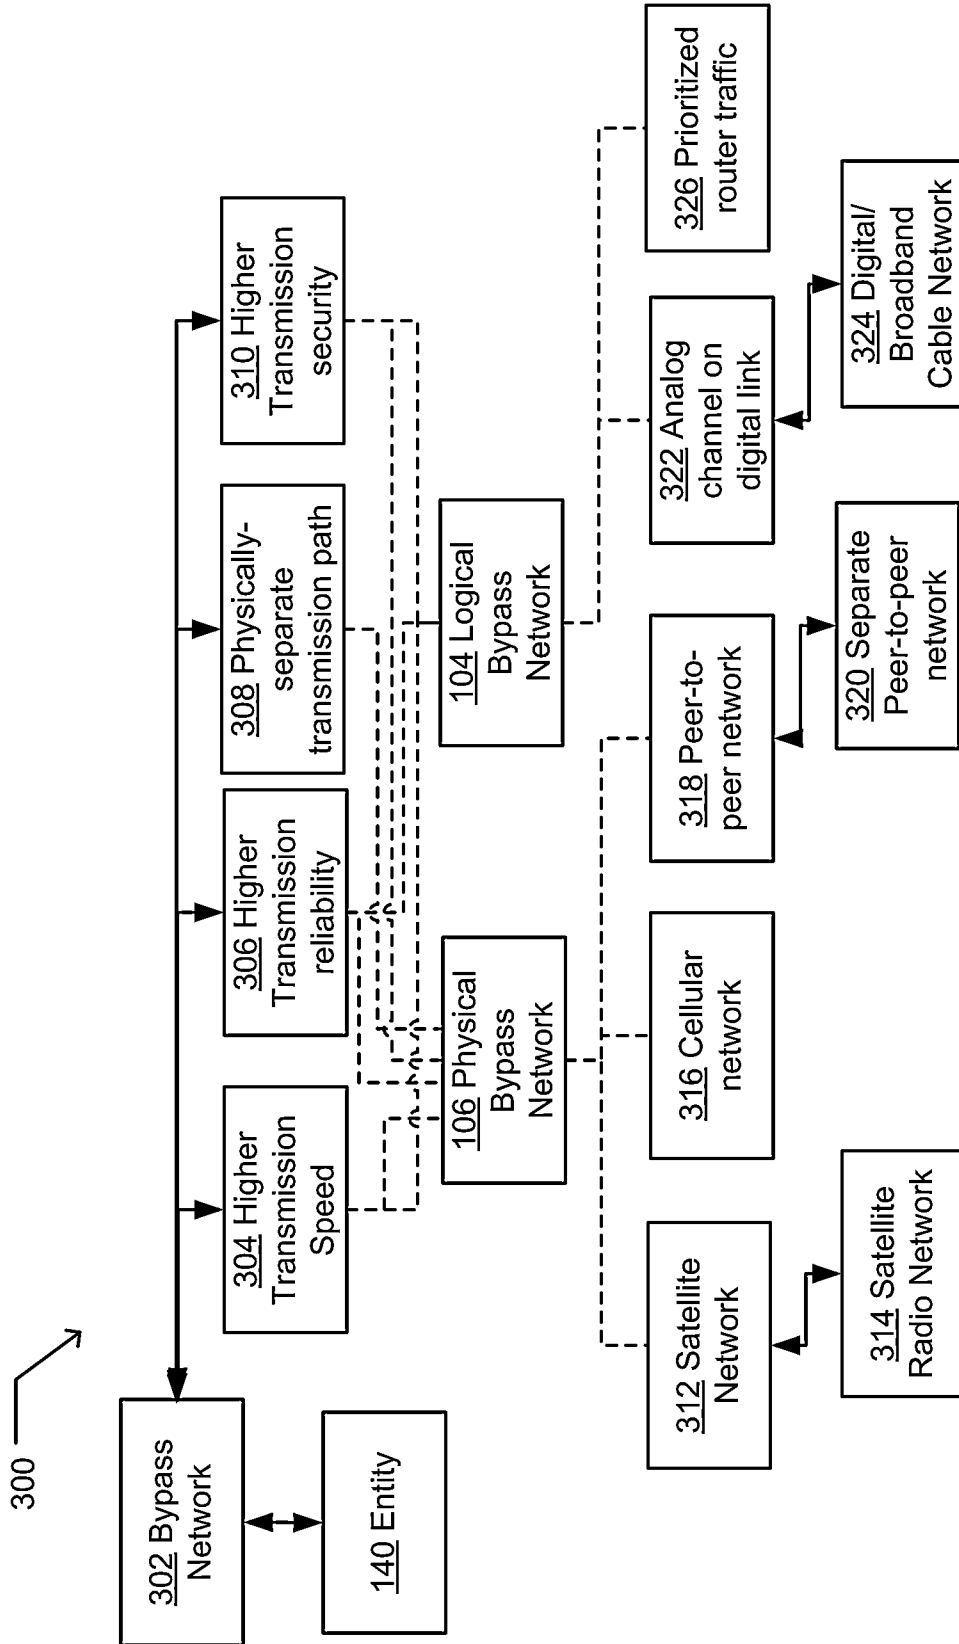 300
302 Bypass
Network
140 Entity
304 Higher
Transmission
Speed
306 Higher
Transmission
reliability
308 Physically-
separate
transmission path
310 Higher
Transmission
security
106 Physical
Bypass
Network
104 Logical
Bypass
Network
312 Satellite
Network
316 Cellular
network
318 Peer-to-
peer network
322 Analog
channel on
digital link
326 Prioritized
router traffic
314 Satellite
Radio Network
320 Separate
Peer-to-peer
network
324 Digital/
Broadband
Cable Network